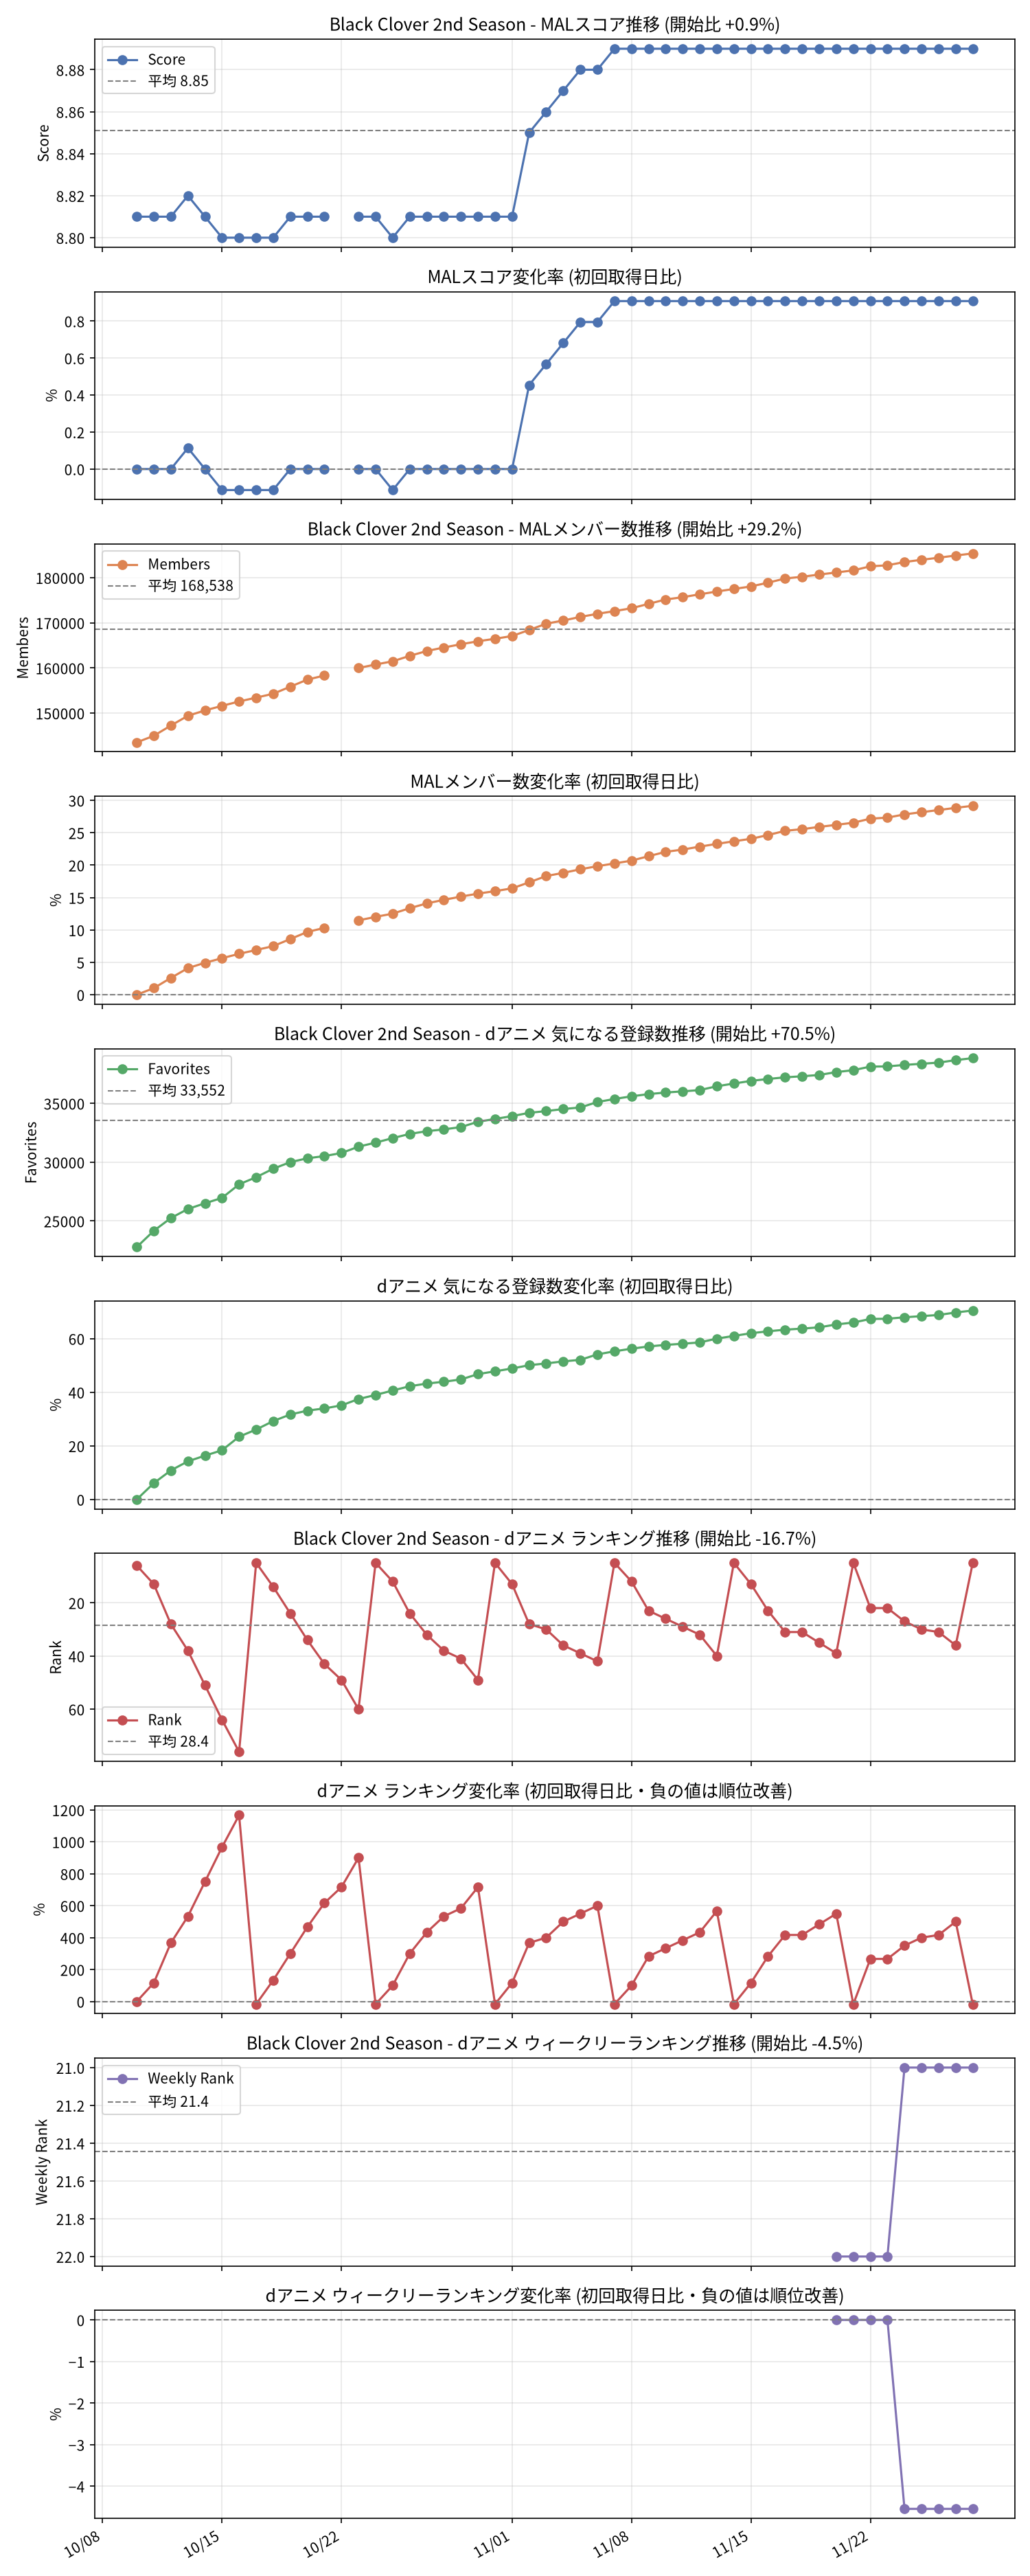 Black Clover 2nd Season - MALスコア推移 (開始比 +0.9%)
Score
平均 8.85
Score
8.88
8.86
8.84
8.82
8.80
MALスコア変化率 (初回取得日比)
%
0.8
0.6
0.4
0.2
0.0
Black Clover 2nd Season - MALメンバー数推移 (開始比 +29.2%)
Members
平均 168,538
Members
180000
170000
160000
150000
MALメンバー数変化率 (初回取得日比)
%
30
25
20
15
10
5
0
Black Clover 2nd Season - dアニメ 気になる登録数推移 (開始比 +70.5%)
Favorites
平均 33,552
Favorites
35000
30000
25000
dアニメ 気になる登録数変化率 (初回取得日比)
%
60
40
20
0
Black Clover 2nd Season - dアニメ ランキング推移 (開始比 -16.7%)
Rank
20
40
60
Rank
平均 28.4
dアニメ ランキング変化率 (初回取得日比・負の値は順位改善)
%
1200
1000
800
600
400
200
0
Black Clover 2nd Season - dアニメ ウィークリーランキング推移 (開始比 -4.5%)
Weekly Rank
平均 21.4
Weekly Rank
21.0
21.2
21.4
21.6
21.8
22.0
dアニメ ウィークリーランキング変化率 (初回取得日比・負の値は順位改善)
%
0
−1
−2
−3
−4
10/08
10/15
10/22
11/01
11/08
11/15
11/22